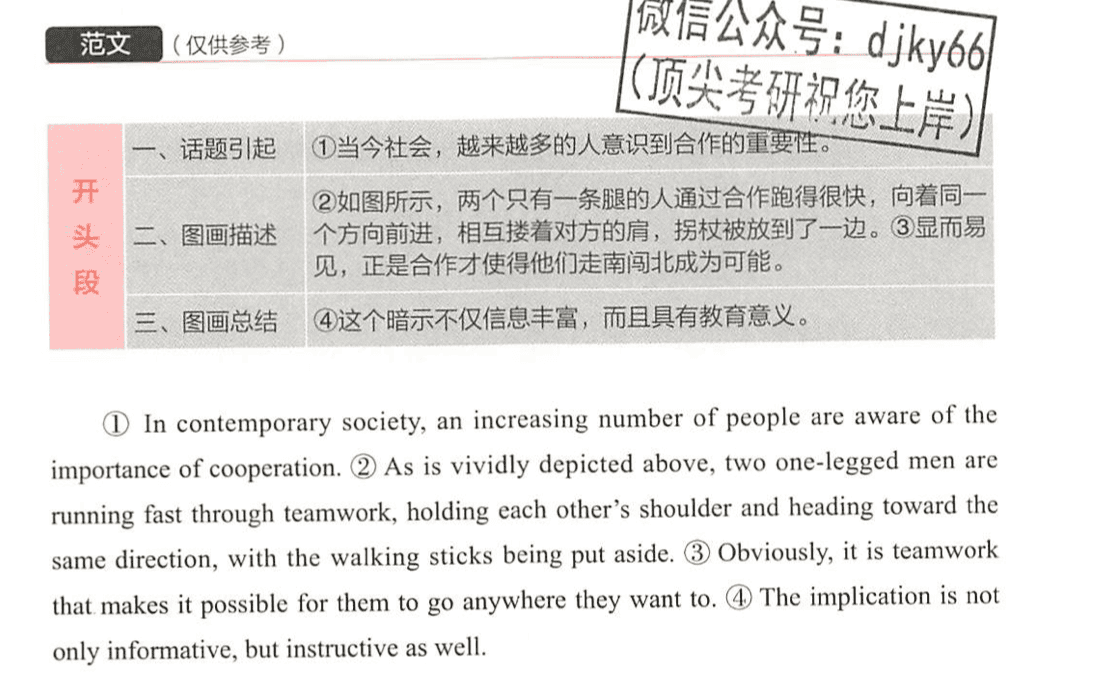 范文（仅供参考）
微信公众号：djky66
（顶尖考研祝您上岸）
开头段
一、话题引起
①当今社会，越来越多的人意识到合作的重要性。
二、图画描述
②如图所示，两个只有一条腿的人通过合作跑得很快，向着同一
个方向前进，相互搂着对方的肩，拐杖被放到了一边。③显而易
见，正是合作才使得他们走南闯北成为可能。
三、图画总结
④这个暗示不仅信息丰富，而且具有教育意义。
① In contemporary society, an increasing number of people are aware of the
importance of cooperation. ② As is vividly depicted above, two one-legged men are
running fast through teamwork, holding each other’s shoulder and heading toward the
same direction, with the walking sticks being put aside. ③ Obviously, it is teamwork
that makes it possible for them to go anywhere they want to. ④ The implication is not
only informative, but instructive as well.